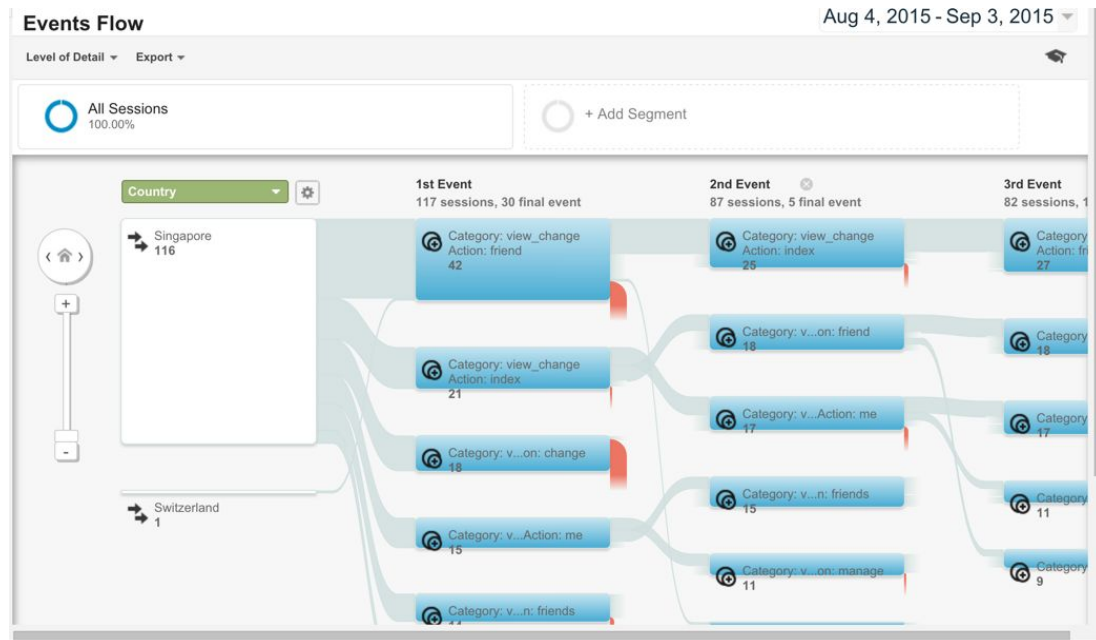 Events Flow
Aug 4, 2015 - Sep 3, 2015
Level of Detail
Export
All Sessions
100.00%
+ Add Segment
Country
1st Event
117 sessions, 30 final event
2nd Event
87 sessions, 5 final event
3rd Event
82 sessions, 1
Singapore
116
Switzerland
1
Category: view_change
Action: friend
42
Category: view_change
Action: index
21
Category: v...on: change
18
Category: v...Action: me
15
Category: v...n: friends
Category: view_change
Action: index
25
Category: v...on: friend
18
Category: v...Action: me
17
Category: v...n: friends
15
Category: v...on: manage
11
Category
Action: fri
27
Category
18
Category
17
Category
11
Category
9